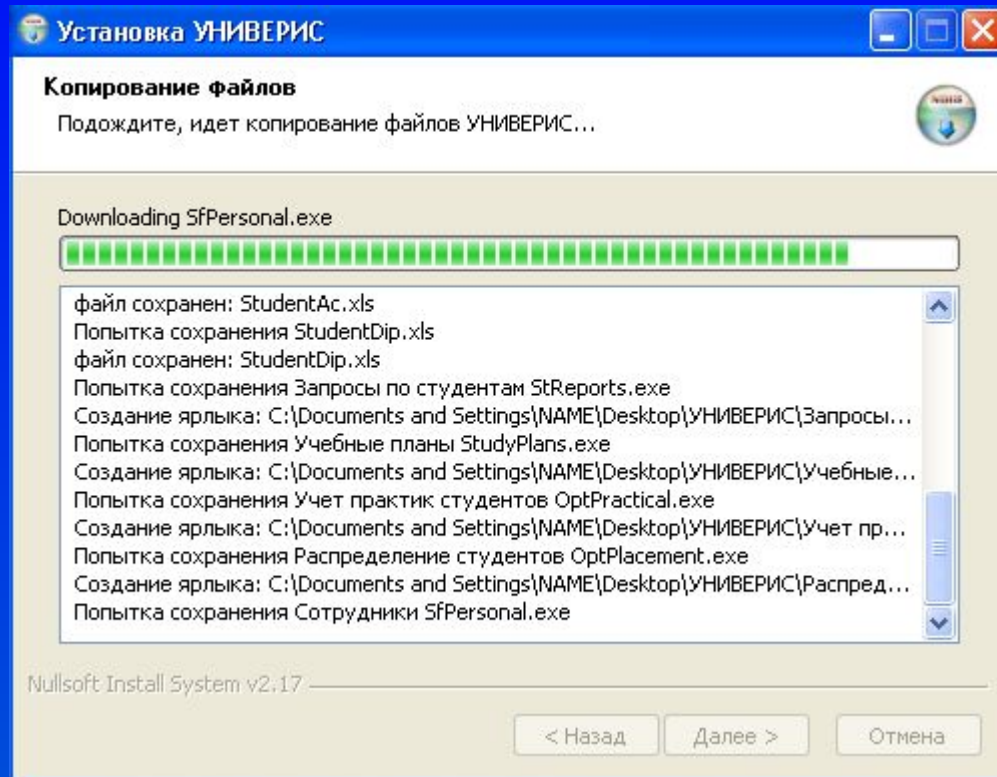 Установка УНИВЕРИС
Копирование файлов
Подождите, идет копирование файлов УНИВЕРИС...
Downloading SfPersonal.exe
файл сохранен: StudentAc.xls
Попытка сохранения StudentDip.xls
файл сохранен: StudentDip.xls
Попытка сохранения Запросы по студентам StReports.exe
Создание ярлыка: C:\Documents and Settings\NAME\Desktop\УНИВЕРИС\Запросы...
Попытка сохранения Учебные планы StudyPlans.exe
Создание ярлыка: C:\Documents and Settings\NAME\Desktop\УНИВЕРИС\Учебные...
Попытка сохранения Учет практик студентов OptPractical.exe
Создание ярлыка: C:\Documents and Settings\NAME\Desktop\УНИВЕРИС\Учет пр...
Попытка сохранения Распределение студентов OptPlacement.exe
Создание ярлыка: C:\Documents and Settings\NAME\Desktop\УНИВЕРИС\Распред...
Попытка сохранения Сотрудники SfPersonal.exe
Nullsoft Install System v2.17
< Назад Далее > Отмена